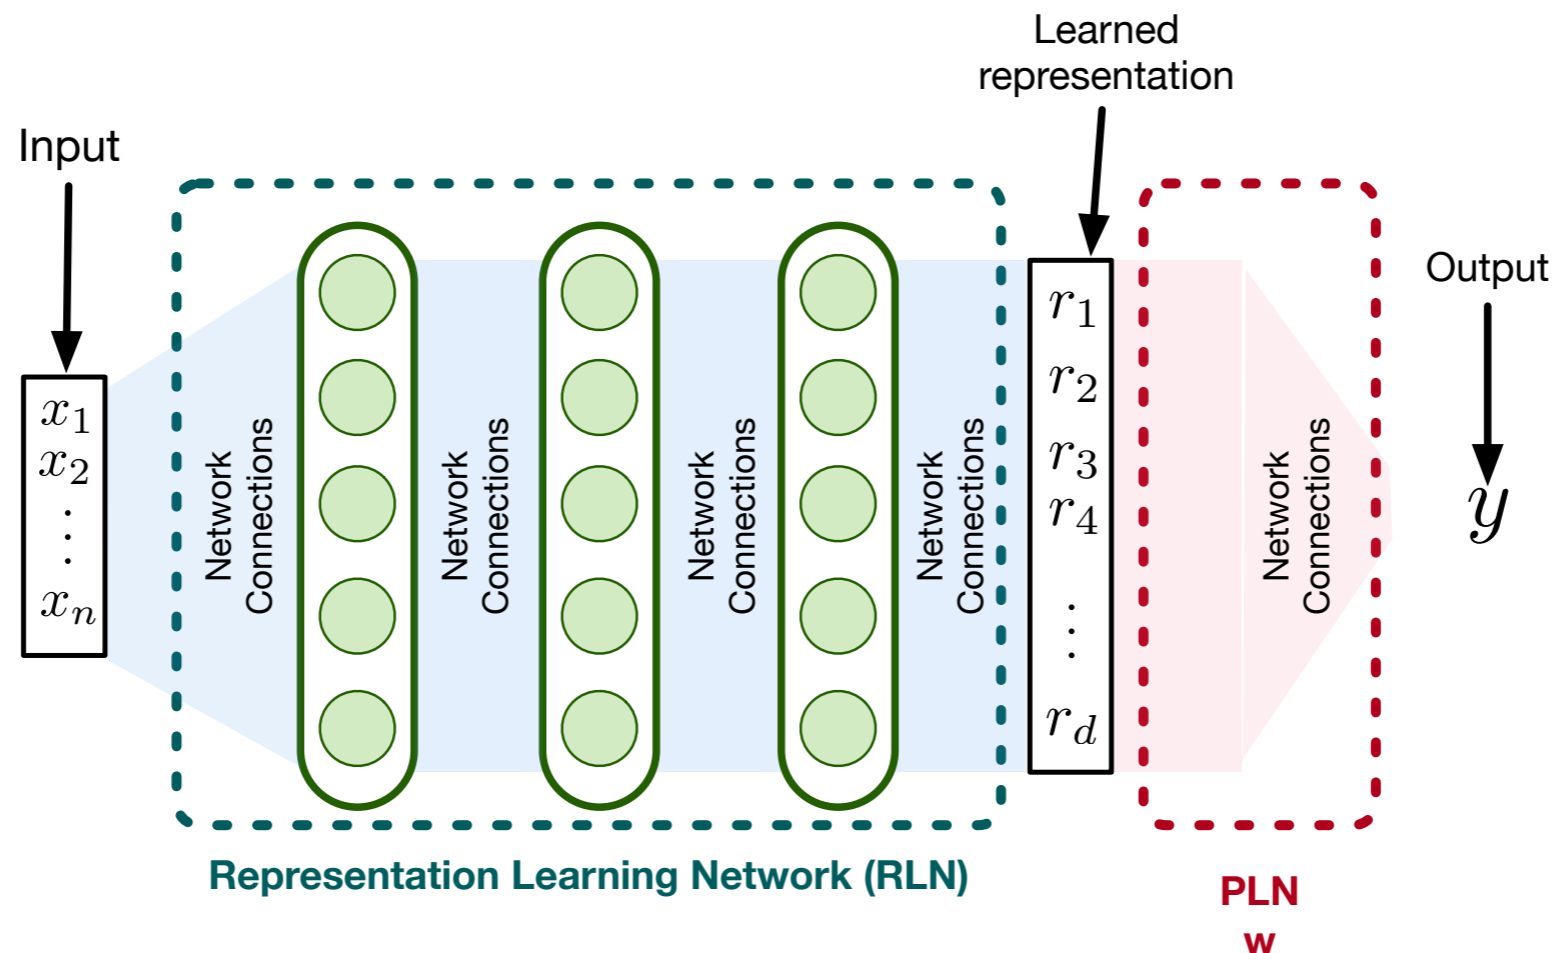 Learned
representation
Input
Output
x₁
x₂
⋮
xₙ
Network
Connections
Network
Connections
Network
Connections
Network
Connections
r₁
r₂
r₃
r₄
⋮
r_d
Network
Connections
y
Representation Learning Network (RLN)
PLN
w